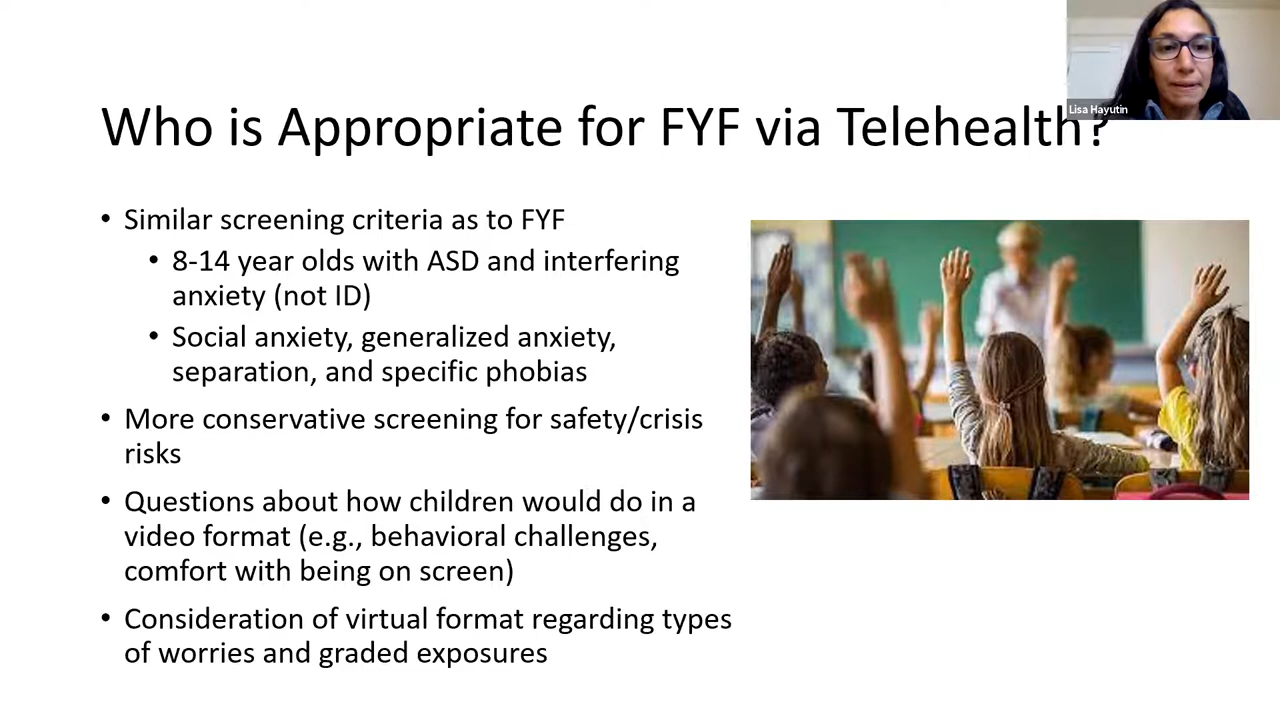 Lisa Hayutin
Who is Appropriate for FYF via Telehealth?
• Similar screening criteria as to FYF
• 8-14 year olds with ASD and interfering
anxiety (not ID)
• Social anxiety, generalized anxiety,
separation, and specific phobias
• More conservative screening for safety/crisis
risks
• Questions about how children would do in a
video format (e.g., behavioral challenges,
comfort with being on screen)
• Consideration of virtual format regarding types
of worries and graded exposures